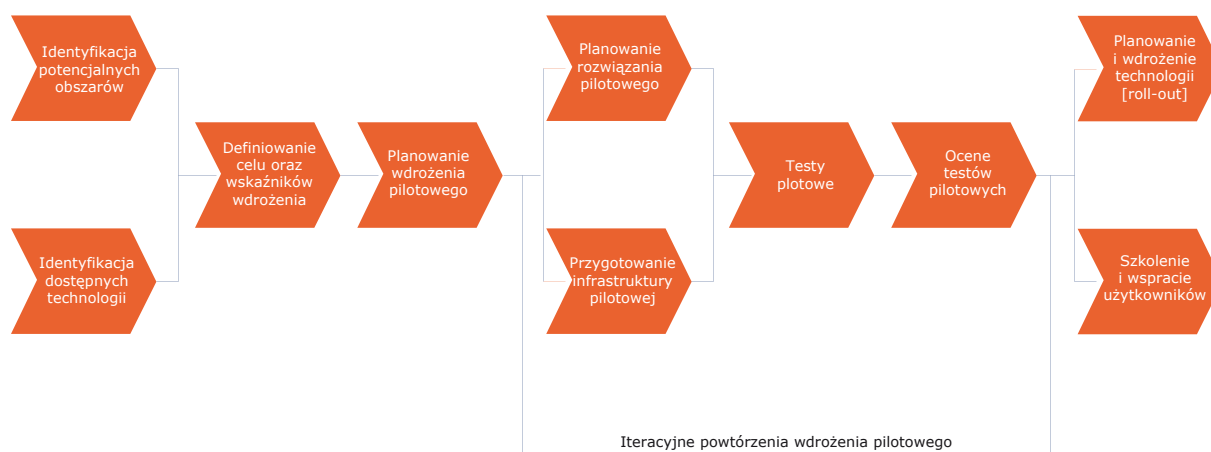 Identyfikacja
potencjalnych
obszarów
Identyfikacja
dostępnych
technologii
Definiowanie
celu oraz
wskaźników
wdrożenia
Planowanie
wdrożenia
pilotowego
Planowanie
rozwiązania
pilotowego
Przygotowanie
infrastruktury
pilotowej
Testy
plotowe
Ocene
testów
pilotowych
Planowanie
i wdrożenie
technologii
[roll-out]
Szkolenie
i wspracie
użytkowników
Iteracyjne powtórzenia wdrożenia pilotowego